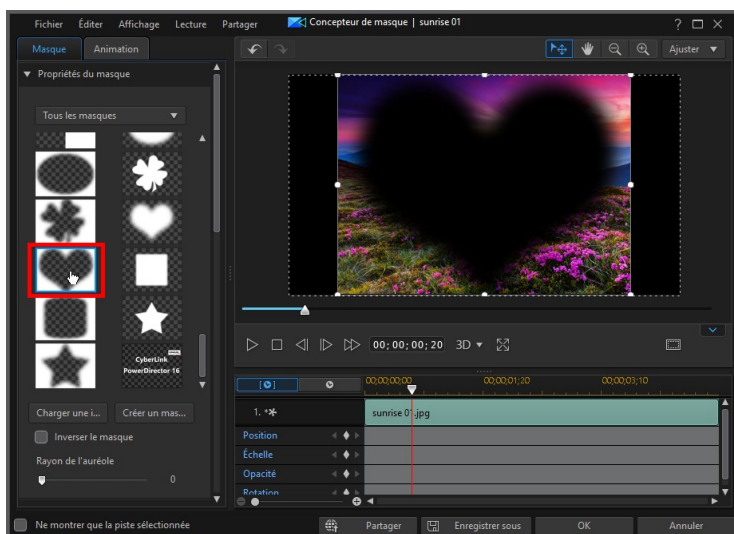 Fichier Éditer Affichage Lecture Partager Concepteur de masque | sunrise 01 ?
Masque Animation
Ajuster
Propriétés du masque
Tous les masques
CyberLink
PowerDirector 16
00;00;00;20 3D
00;00;00;00 00;00;01;20 00;00;03;10
Charger une i... Créer un mas...
1. sunrise 01.jpg
Inverser le masque
Position
Rayon de l'auréole
Échelle
0
Opacité
Rotation
Ne montrer que la piste sélectionnée Partager Enregistrer sous OK Annuler